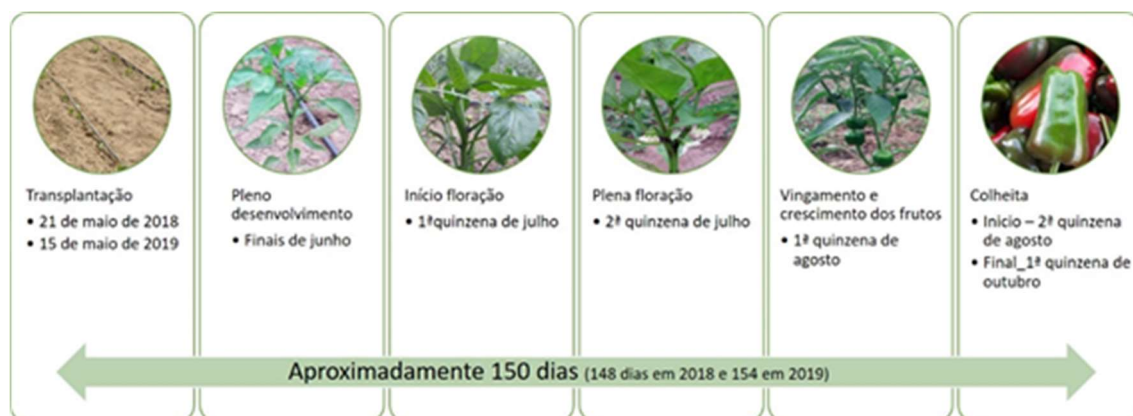 Transplantação
• 21 de maio de 2018
• 15 de maio de 2019
Pleno
desenvolvimento
• Finais de junho
Início floração
• 1ªquinzena de julho
Plena floração
• 2ª quinzena de julho
Vingamento e
crescimento dos frutos
• 1ª quinzena de
agosto
Colheita
• Inicio – 2ª quinzena
de agosto
• Final_1ª quinzena de
outubro
Aproximadamente 150 dias (148 dias em 2018 e 154 em 2019)